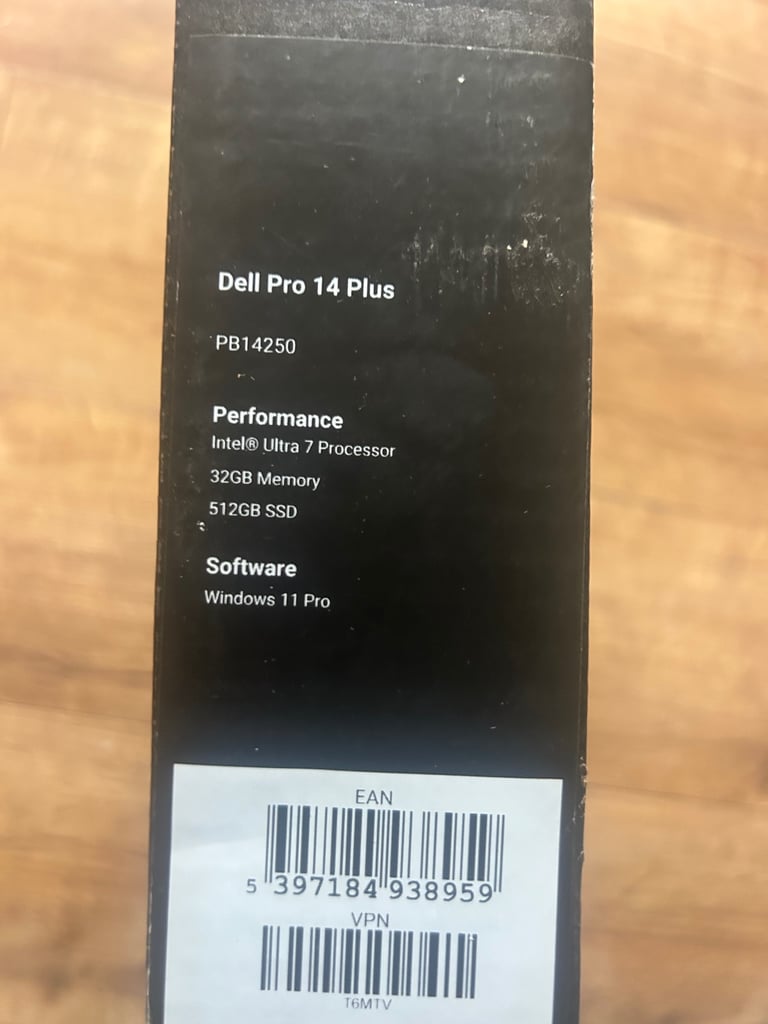 Dell Pro 14 Plus
PB14250
Performance
Intel® Ultra 7 Processor
32GB Memory
512GB SSD
Software
Windows 11 Pro
EAN
5 397184 938959
VPN
T6MTV